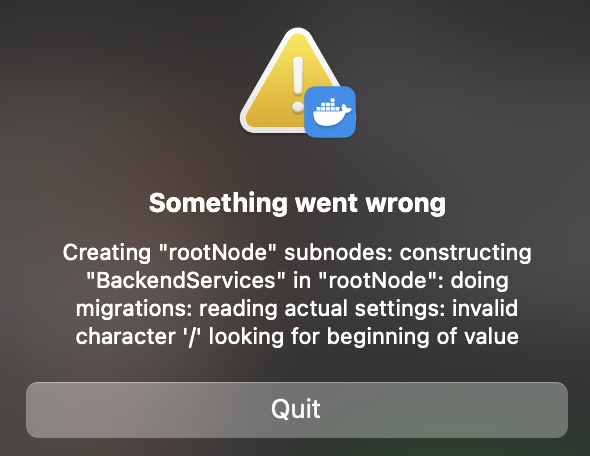 Something went wrong
Creating "rootNode" subnodes: constructing
"BackendServices" in "rootNode": doing
migrations: reading actual settings: invalid
character '/' looking for beginning of value
Quit